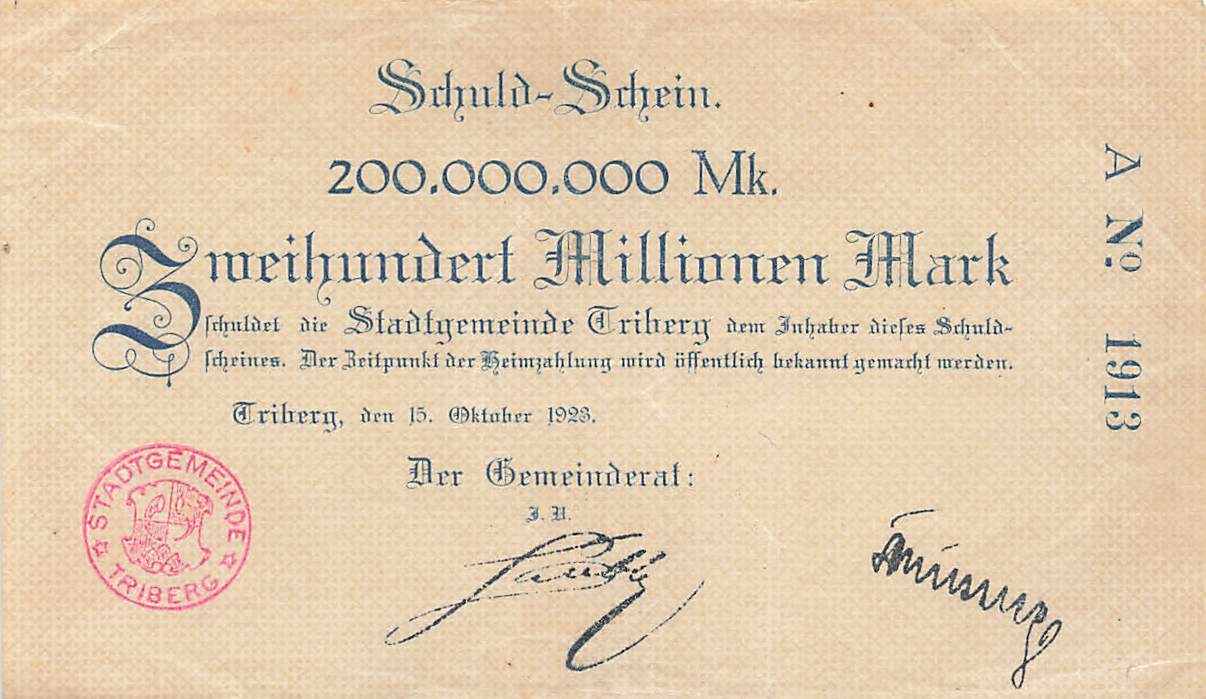 Schuld-Schein.
200.000.000 Mk.
Zweihundert Millionen Mark
schuldet die Stadtgemeinde Triberg dem Inhaber dieses Schuld-
scheines. Der Zeitpunkt der Heimzahlung wird öffentlich bekannt gemacht werden.
Triberg, den 15. Oktober 1923.
Der Gemeinderat:
J. V.
STADTGEMEINDE
TRIBERG
A No. 1913